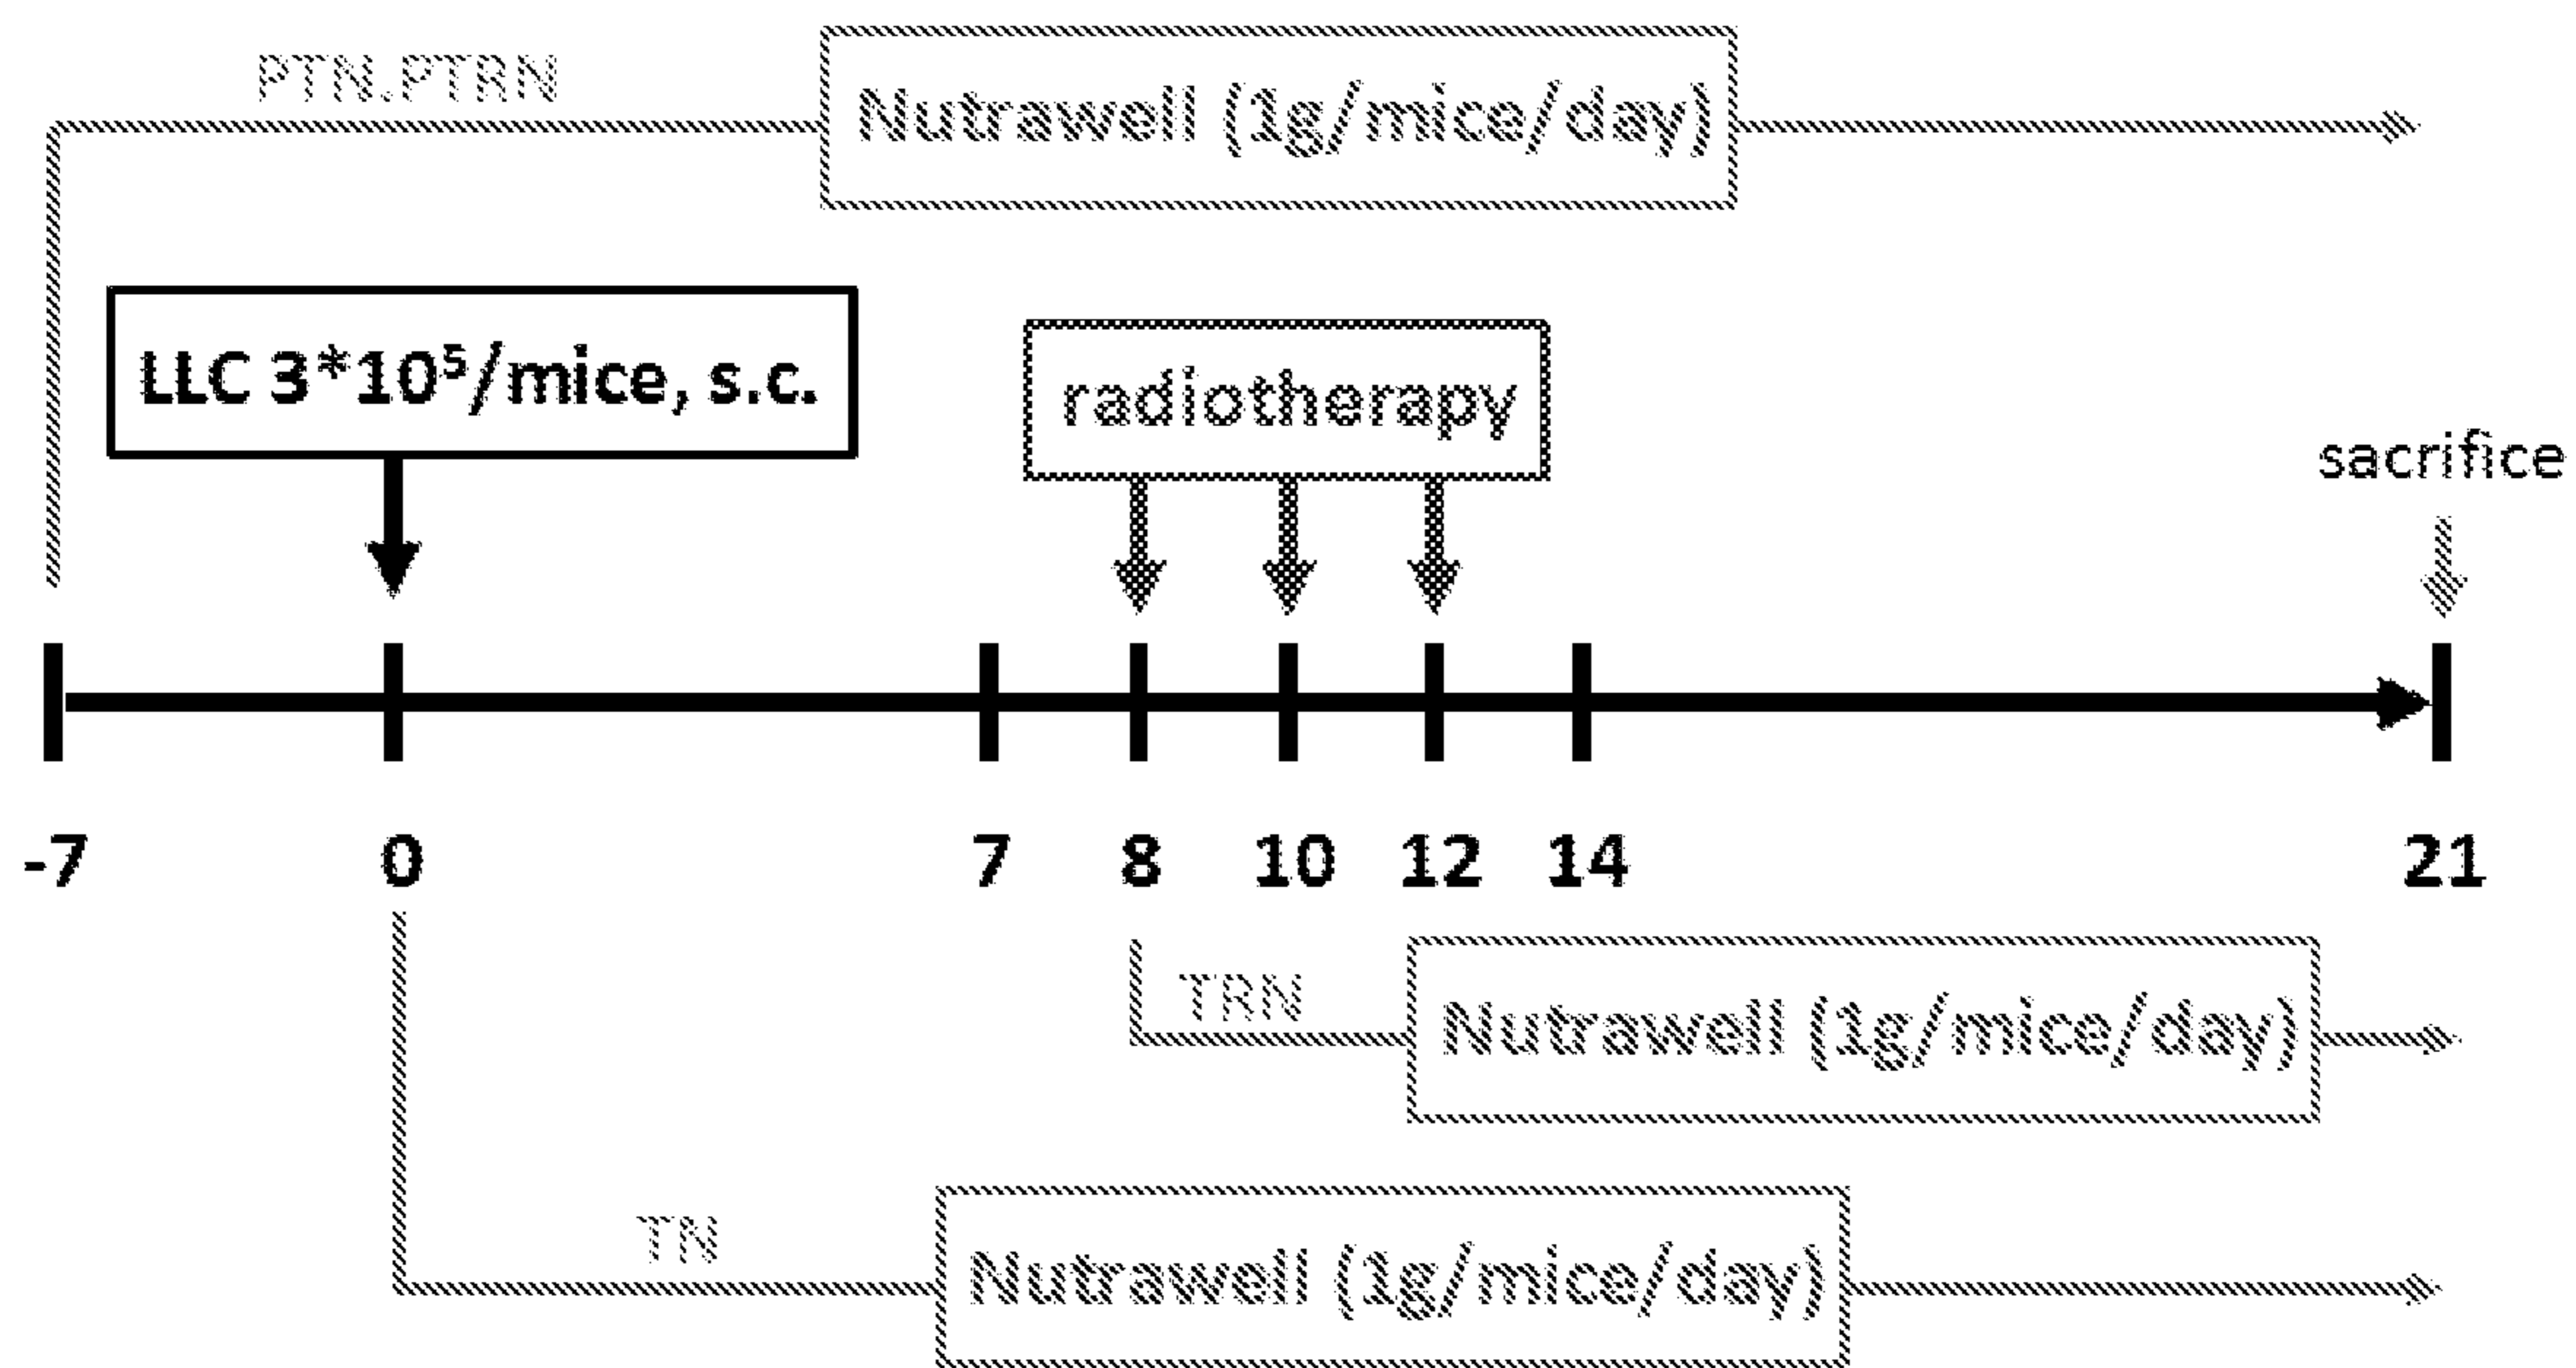 PTN.PTRN
Nutrawell (1g/mice/day)
LLC 3*10⁵/mice, s.c.
radiotherapy
sacrifice
-7 0 7 8 10 12 14 21
TRN
Nutrawell (1g/mice/day)
TN
Nutrawell (1g/mice/day)